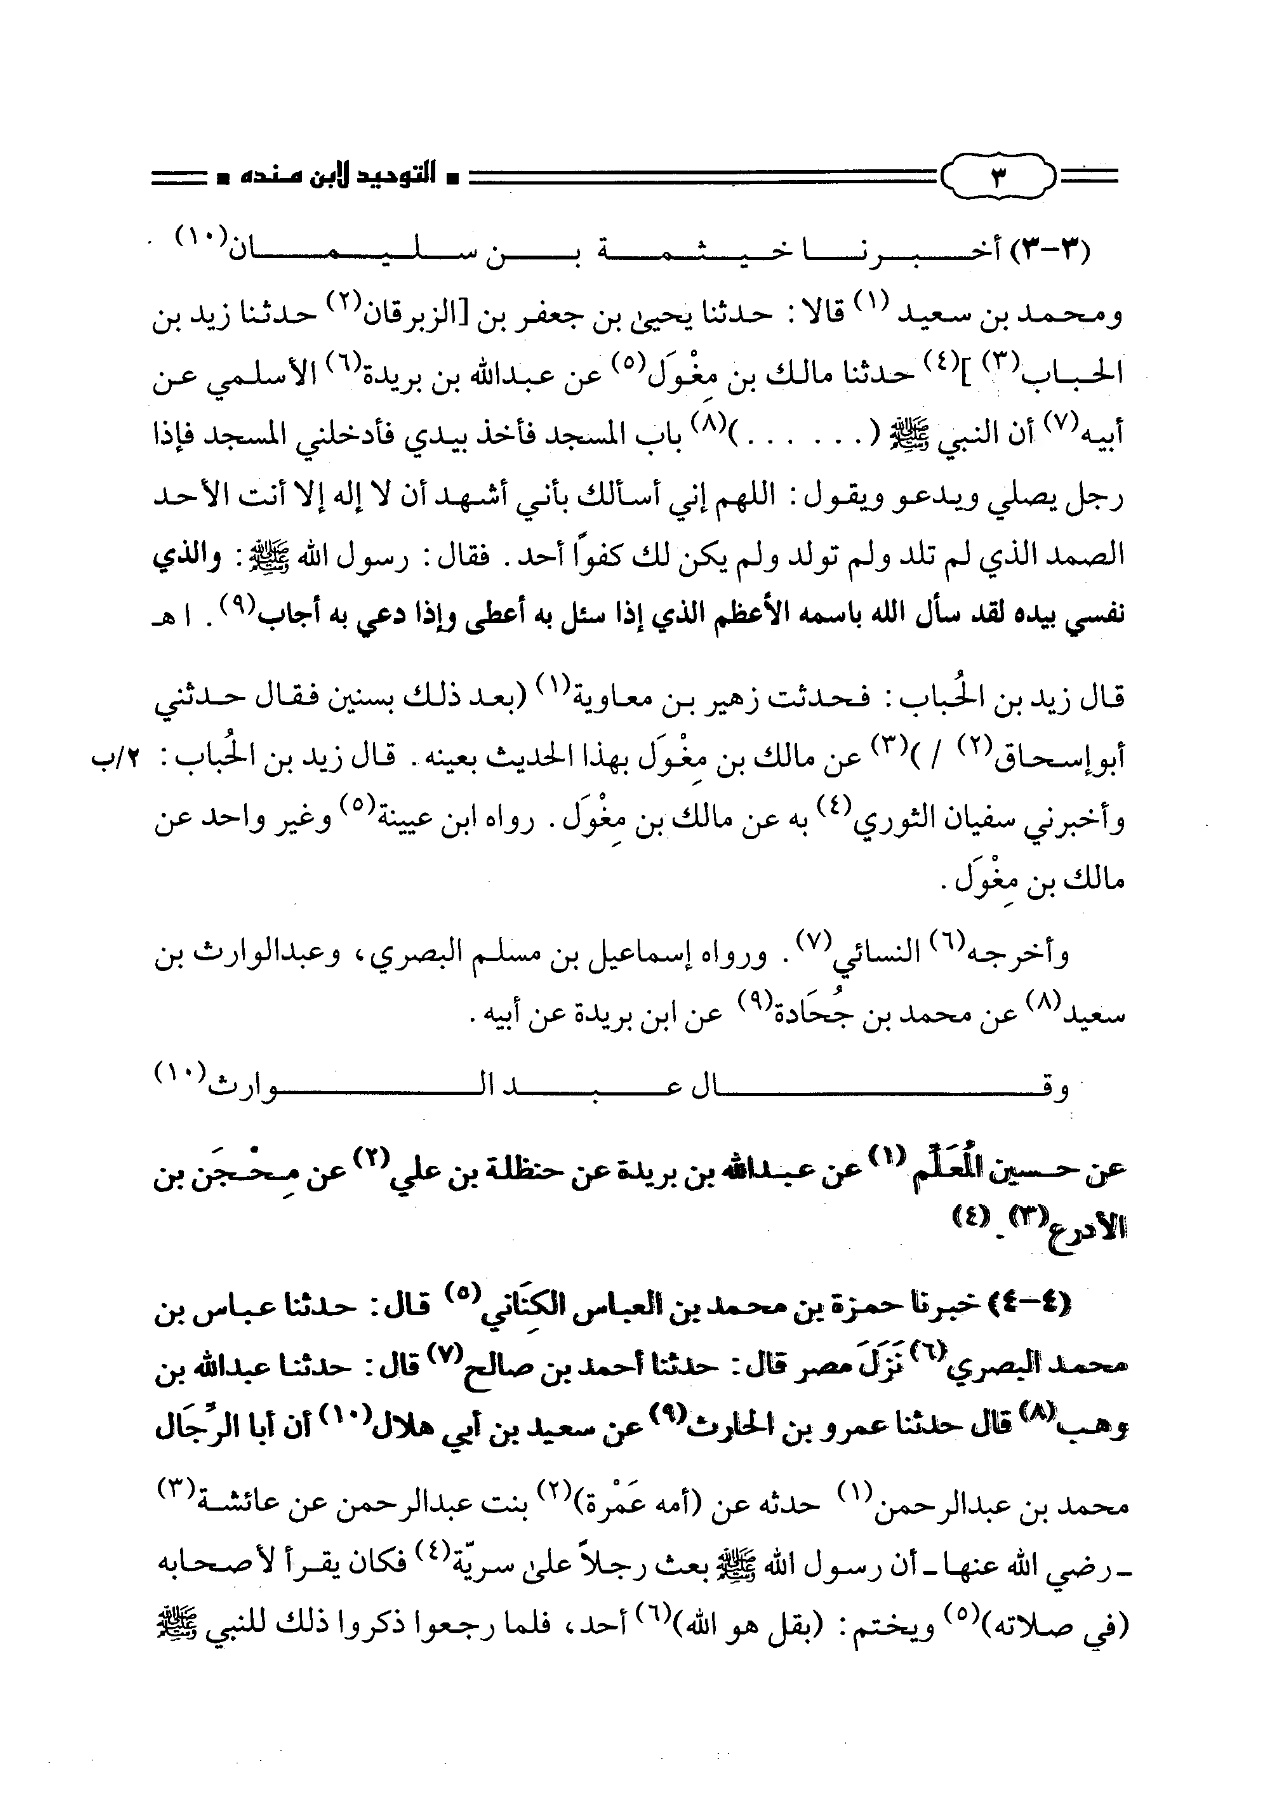 ٣ ▪ التوحيد لابن منده ▪
(٣-٣) أخبرنا خيثمة بن سليمان(١٠)
ومحمد بن سعيد (١) قالا: حدثنا يحيىٰ بن جعفر بن [الزبرقان(٢) حدثنا زيد بن
الحباب(٣) ](٤) حدثنا مالك بن مِغْوَل(٥) عن عبدالله بن بريدة(٦) الأسلمي عن
أبيه(٧) أن النبي ﷺ (. . . . . .)(٨) باب المسجد فأخذ بيدي فأدخلني المسجد فإذا
رجل يصلي ويدعو ويقول: اللهم إني أسألك بأني أشهد أن لا إله إلا أنت الأحد
الصمد الذي لم تلد ولم تولد ولم يكن لك كفوًا أحد. فقال: رسول الله ﷺ: والذي
نفسي بيده لقد سأل الله باسمه الأعظم الذي إذا سئل به أعطى وإذا دعي به أجاب(٩). ا هـ
قال زيد بن الحُباب: فحدثت زهير بن معاوية(١) (بعد ذلك بسنين فقال حدثني
أبو إسحاق(٢) / )(٣) عن مالك بن مِغْوَل بهذا الحديث بعينه. قال زيد بن الحُباب: ٢/ب
وأخبرني سفيان الثوري(٤) به عن مالك بن مِغْوَل. رواه ابن عيينة(٥) وغير واحد عن
مالك بن مِغْوَل.
وأخرجه(٦) النسائي(٧). ورواه إسماعيل بن مسلم البصري، وعبدالوارث بن
سعيد(٨) عن محمد بن جُحَادة(٩) عن ابن بريدة عن أبيه.
وقال عبد الوارث(١٠)
عن حسين المُعَلِّم (١) عن عبدالله بن بريدة عن حنظلة بن علي(٢) عن مِحْجَن بن
الأدرع(٣). (٤)
(٤-٤) خبرنا حمزة بن محمد بن العباس الكِنَاني(٥) قال: حدثنا عباس بن
محمد البصري(٦) نَزَلَ مصر قال: حدثنا أحمد بن صالح(٧) قال: حدثنا عبدالله بن
وهب(٨) قال حدثنا عمرو بن الحارث(٩) عن سعيد بن أبي هلال(١٠) أن أبا الرِّجَال
محمد بن عبدالرحمن(١) حدثه عن (أمه عَمْرة)(٢) بنت عبدالرحمن عن عائشة(٣)
ـ رضي الله عنها ـ أن رسول الله ﷺ بعث رجلاً علىٰ سريّة(٤) فكان يقرأ لأصحابه
(في صلاته)(٥) ويختم: (بقل هو الله)(٦) أحد، فلما رجعوا ذكروا ذلك للنبي ﷺ